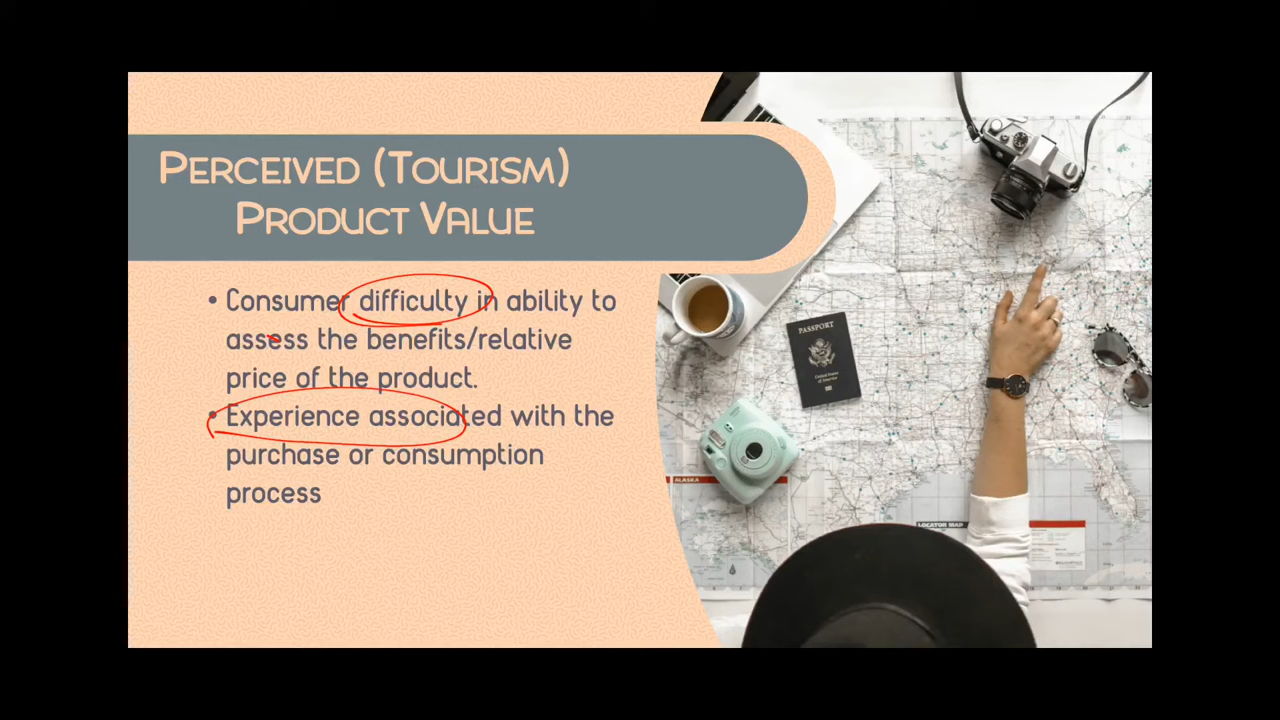 PERCEIVED (TOURISM)
PRODUCT VALUE
• Consumer difficulty in ability to
assess the benefits/relative
price of the product.
• Experience associated with the
purchase or consumption
process
PASSPORT
ALASKA
LOCATOR MAP